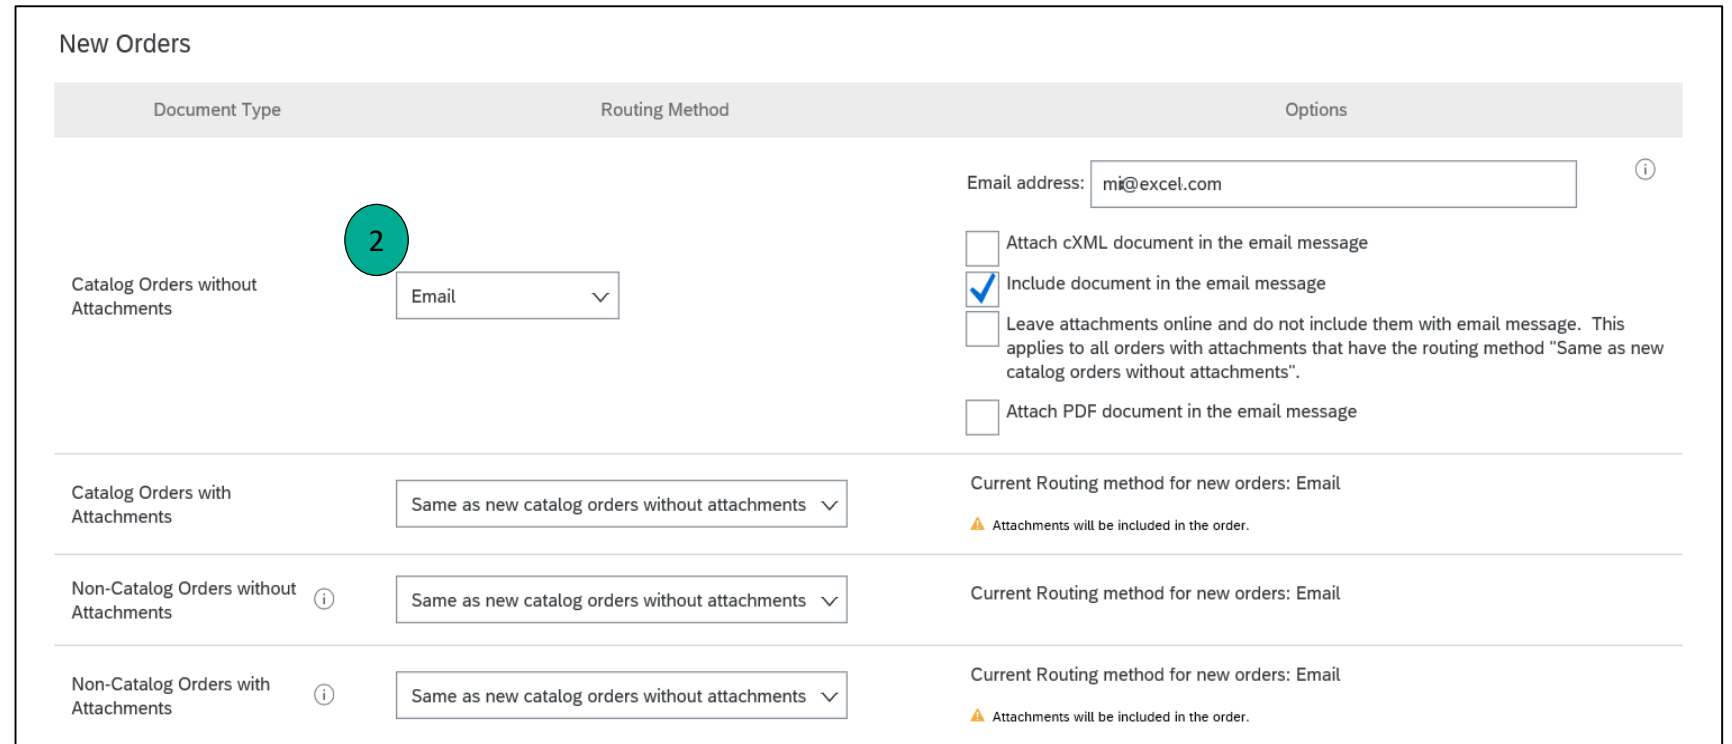 New Orders
Document Type Routing Method Options
Email address: mi@excel.com
2
Attach cXML document in the email message
Catalog Orders without
Attachments
Email
Include document in the email message
Leave attachments online and do not include them with email message. This
applies to all orders with attachments that have the routing method "Same as new
catalog orders without attachments".
Attach PDF document in the email message
Catalog Orders with
Attachments
Same as new catalog orders without attachments
Current Routing method for new orders: Email
Attachments will be included in the order.
Non-Catalog Orders without
Attachments
Same as new catalog orders without attachments
Current Routing method for new orders: Email
Non-Catalog Orders with
Attachments
Same as new catalog orders without attachments
Current Routing method for new orders: Email
Attachments will be included in the order.